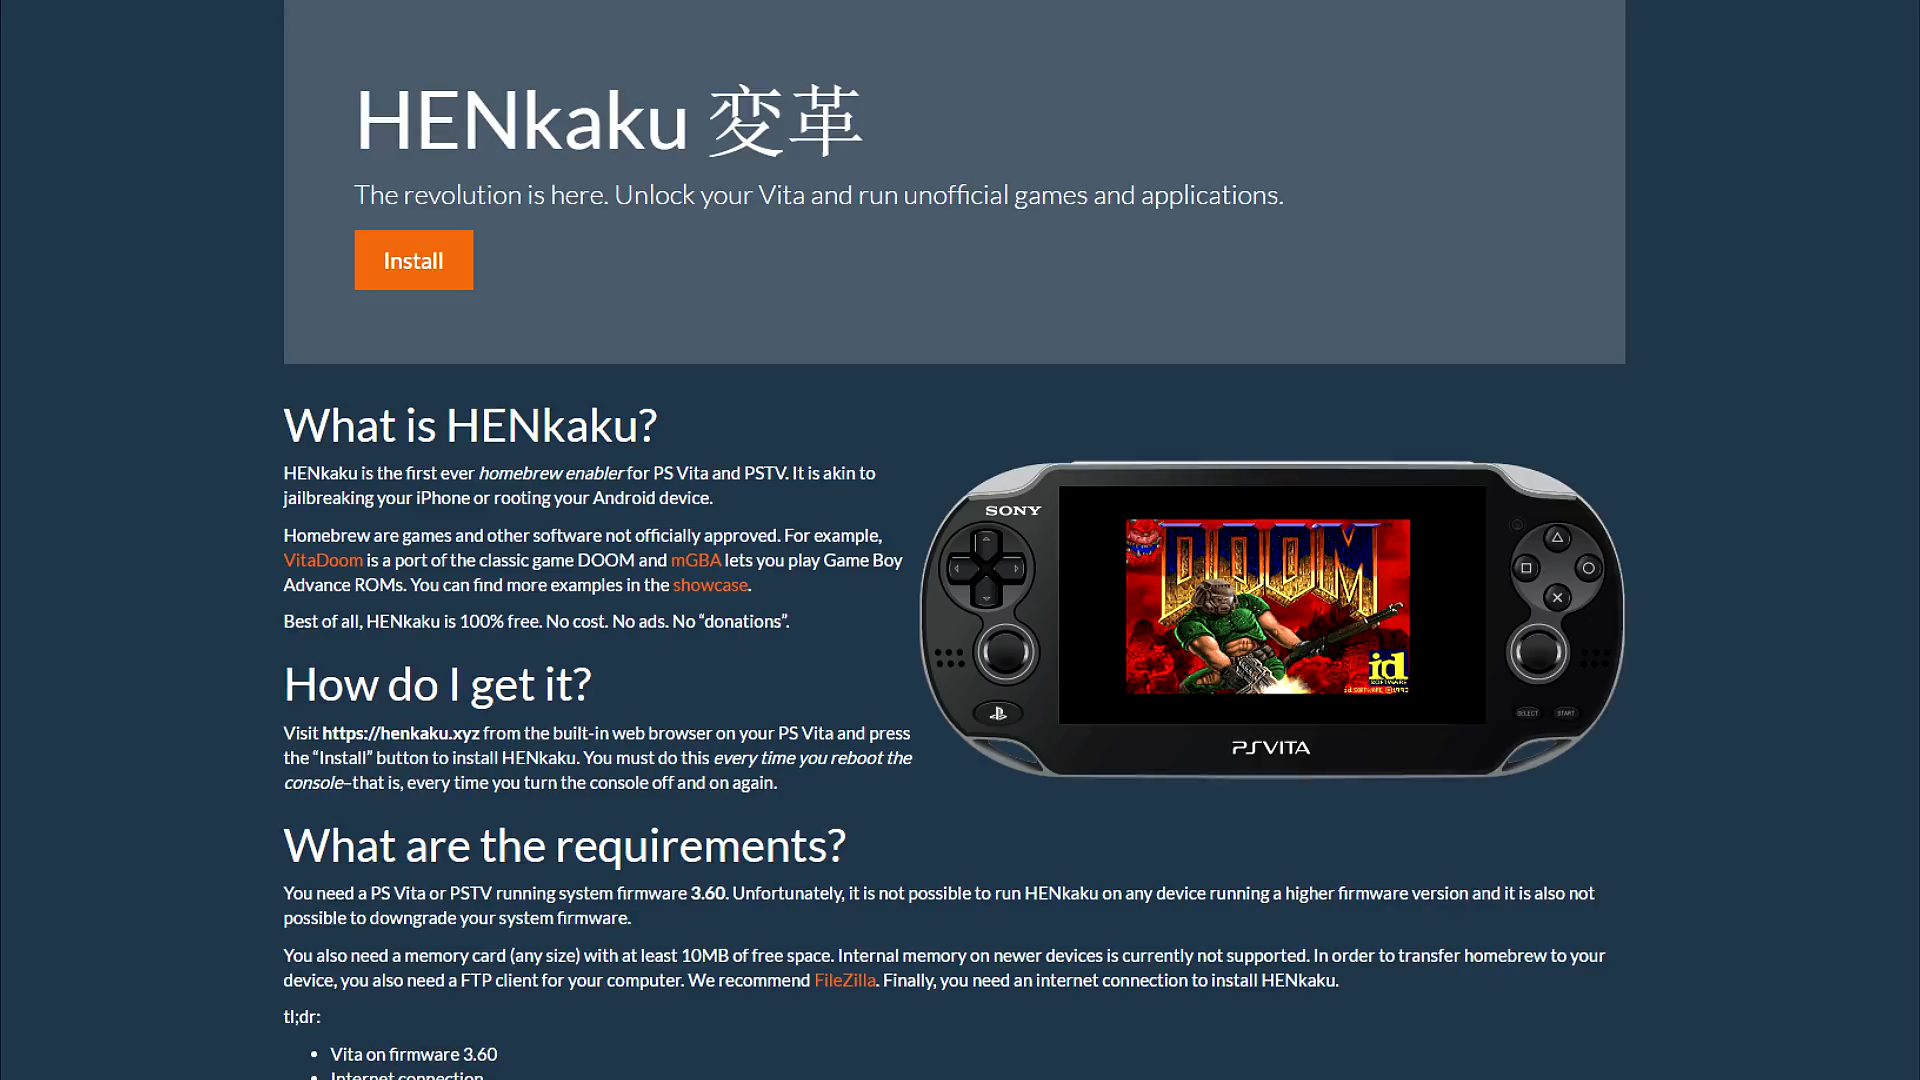 HENkaku 変革
The revolution is here. Unlock your Vita and run unofficial games and applications.
Install
What is HENkaku?
HENkaku is the first ever homebrew enabler for PS Vita and PSTV. It is akin to
jailbreaking your iPhone or rooting your Android device.
Homebrew are games and other software not officially approved. For example,
VitaDoom is a port of the classic game DOOM and mGBA lets you play Game Boy
Advance ROMs. You can find more examples in the showcase.
Best of all, HENkaku is 100% free. No cost. No ads. No “donations”.
SONY
DOOM
id
SOFTWARE
id SOFTWARE ©1993
SELECT
START
PSVITA
How do I get it?
Visit https://henkaku.xyz from the built-in web browser on your PS Vita and press
the “Install” button to install HENkaku. You must do this every time you reboot the
console–that is, every time you turn the console off and on again.
What are the requirements?
You need a PS Vita or PSTV running system firmware 3.60. Unfortunately, it is not possible to run HENkaku on any device running a higher firmware version and it is also not
possible to downgrade your system firmware.
You also need a memory card (any size) with at least 10MB of free space. Internal memory on newer devices is currently not supported. In order to transfer homebrew to your
device, you also need a FTP client for your computer. We recommend FileZilla. Finally, you need an internet connection to install HENkaku.
tl;dr:
• Vita on firmware 3.60
• Internet connection